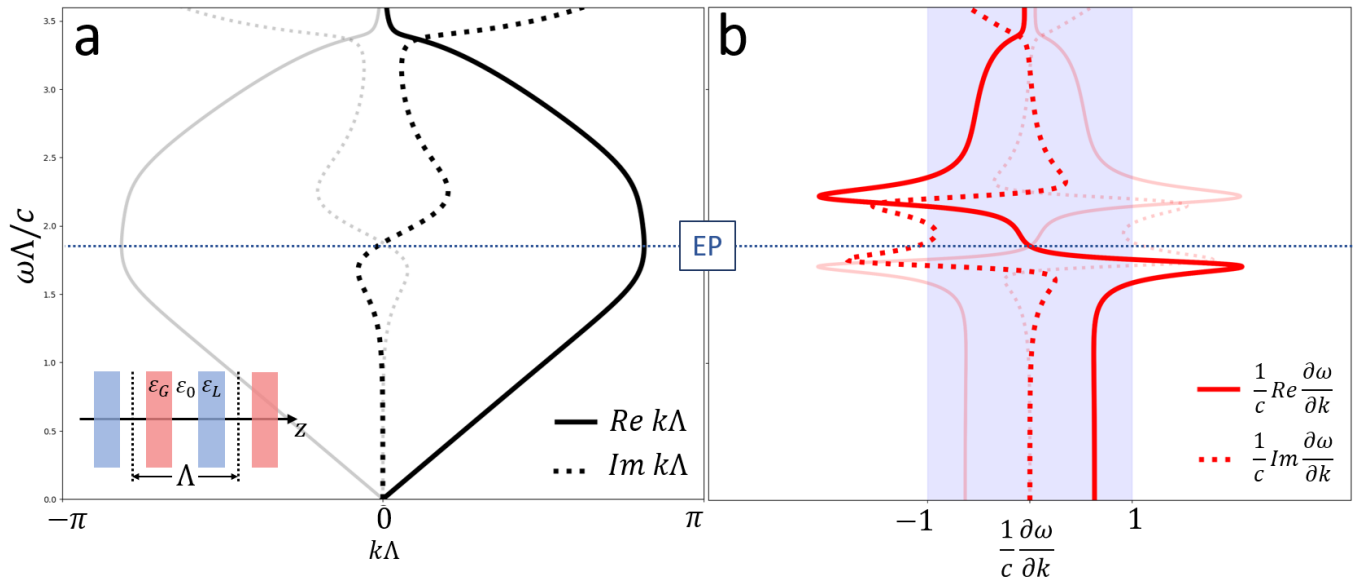 a
ωΛ/c
3.5
3.0
2.5
2.0
1.5
1.0
0.5
0.0
ε_G ε_0 ε_L
z
Λ
Re kΛ
Im kΛ
−π 0 π
kΛ
EP
b
1/c Re ∂ω/∂k
1/c Im ∂ω/∂k
−1 1
1/c ∂ω/∂k